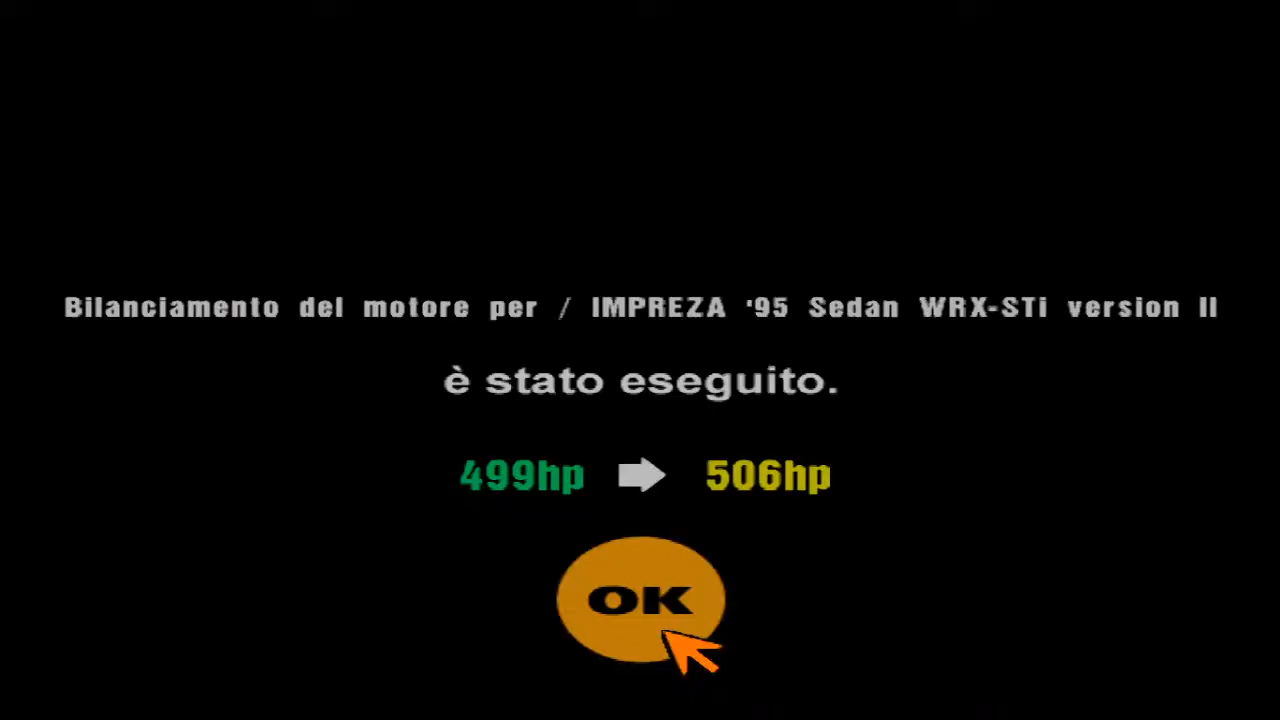 Bilanciamento del motore per / IMPREZA '95 Sedan WRX-STi version II
è stato eseguito.
499hp 506hp
OK